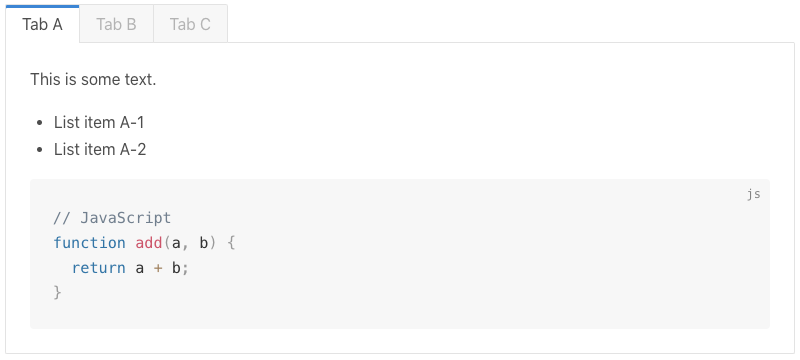 Tab A Tab B Tab C
This is some text.
• List item A-1
• List item A-2
js
// JavaScript
function add(a, b) {
  return a + b;
}